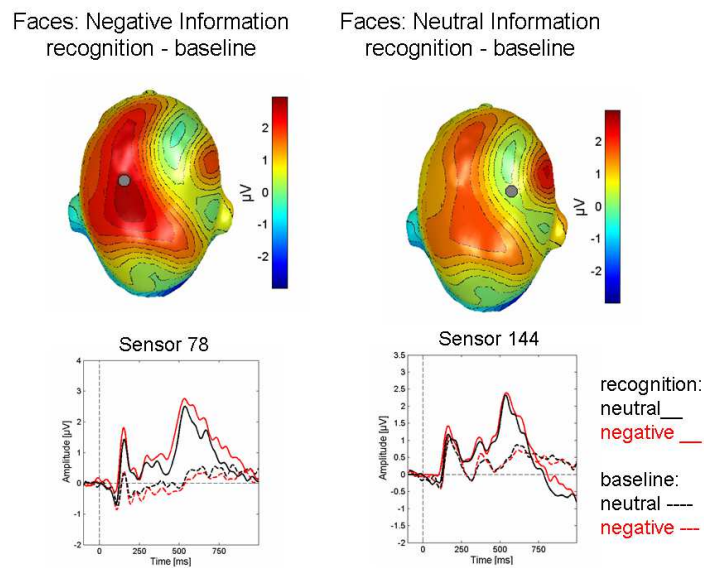 Faces: Negative Information
recognition - baseline
Faces: Neutral Information
recognition - baseline
2
1
0
-1
-2
µV
2
1
0
-1
-2
µV
Sensor 78
4
3
2
1
0
-1
-2
Amplitude [µV]
0 250 500 750
Time [ms]
Sensor 144
3.5
3
2.5
2
1.5
1
0.5
0
-0.5
-1
1.5
-2
Amplitude [µV]
0 250 500 750
Time [ms]
recognition:
neutral__
negative __
baseline:
neutral ----
negative ---